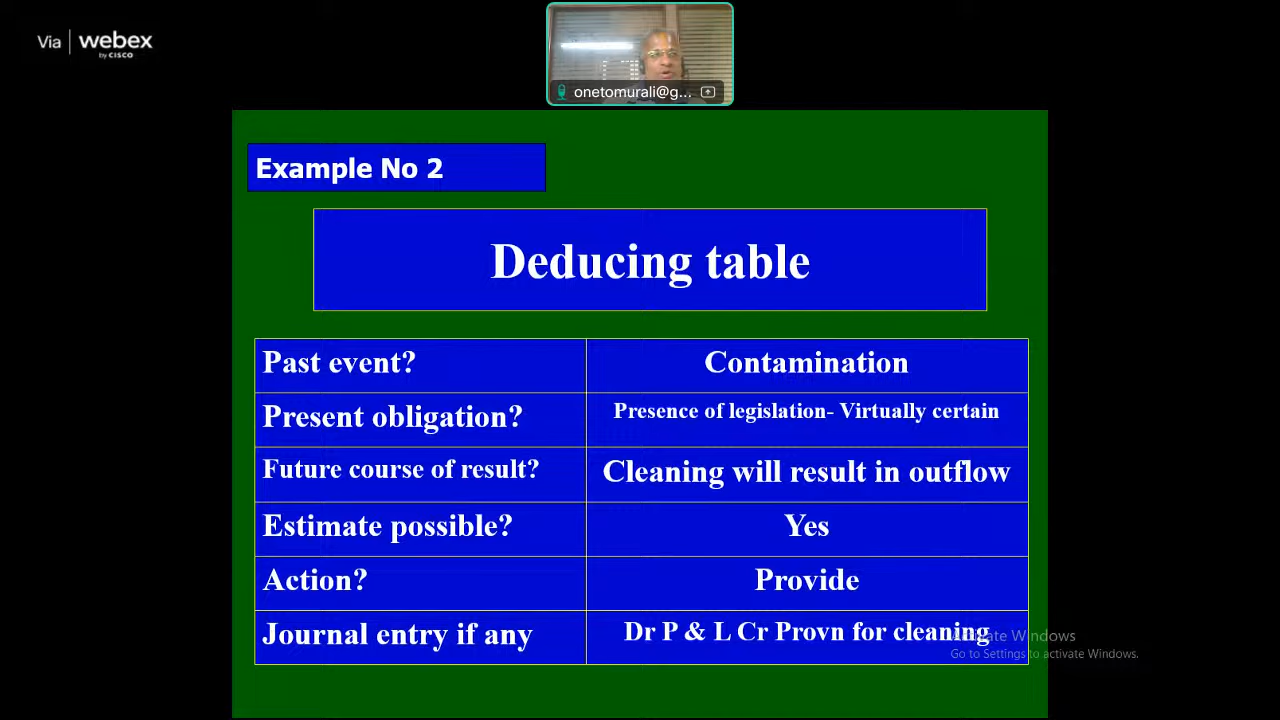 Via webex
by CISCO
onetomurali@g...
Example No 2
Deducing table
Past event? Contamination
Present obligation? Presence of legislation- Virtually certain
Future course of result? Cleaning will result in outflow
Estimate possible? Yes
Action? Provide
Journal entry if any Dr P & L Cr Provn for cleaning
Activate Windows
Go to Settings to activate Windows.